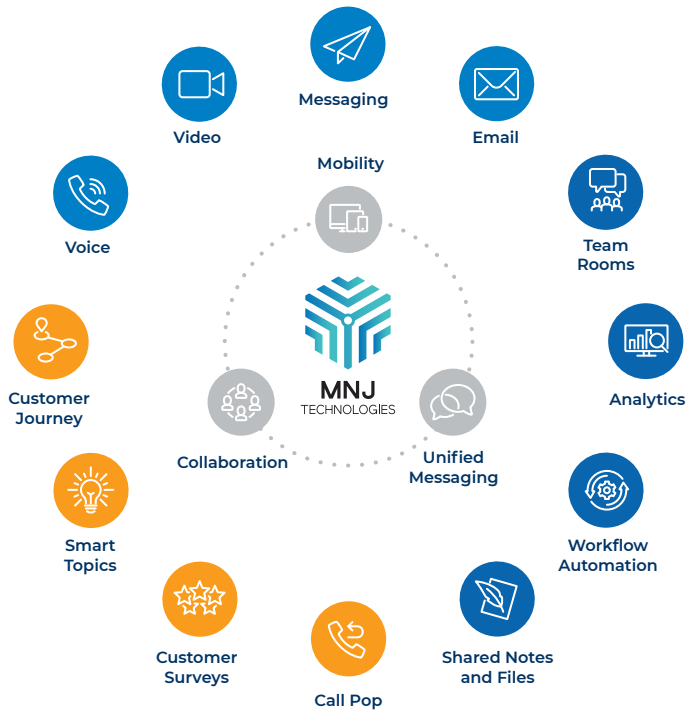 Messaging
Video
Email
Mobility
Voice
Team
Rooms
MNJ
TECHNOLOGIES
Customer
Journey
Analytics
Collaboration
Unified
Messaging
Smart
Topics
Workflow
Automation
Customer
Surveys
Shared Notes
and Files
Call Pop